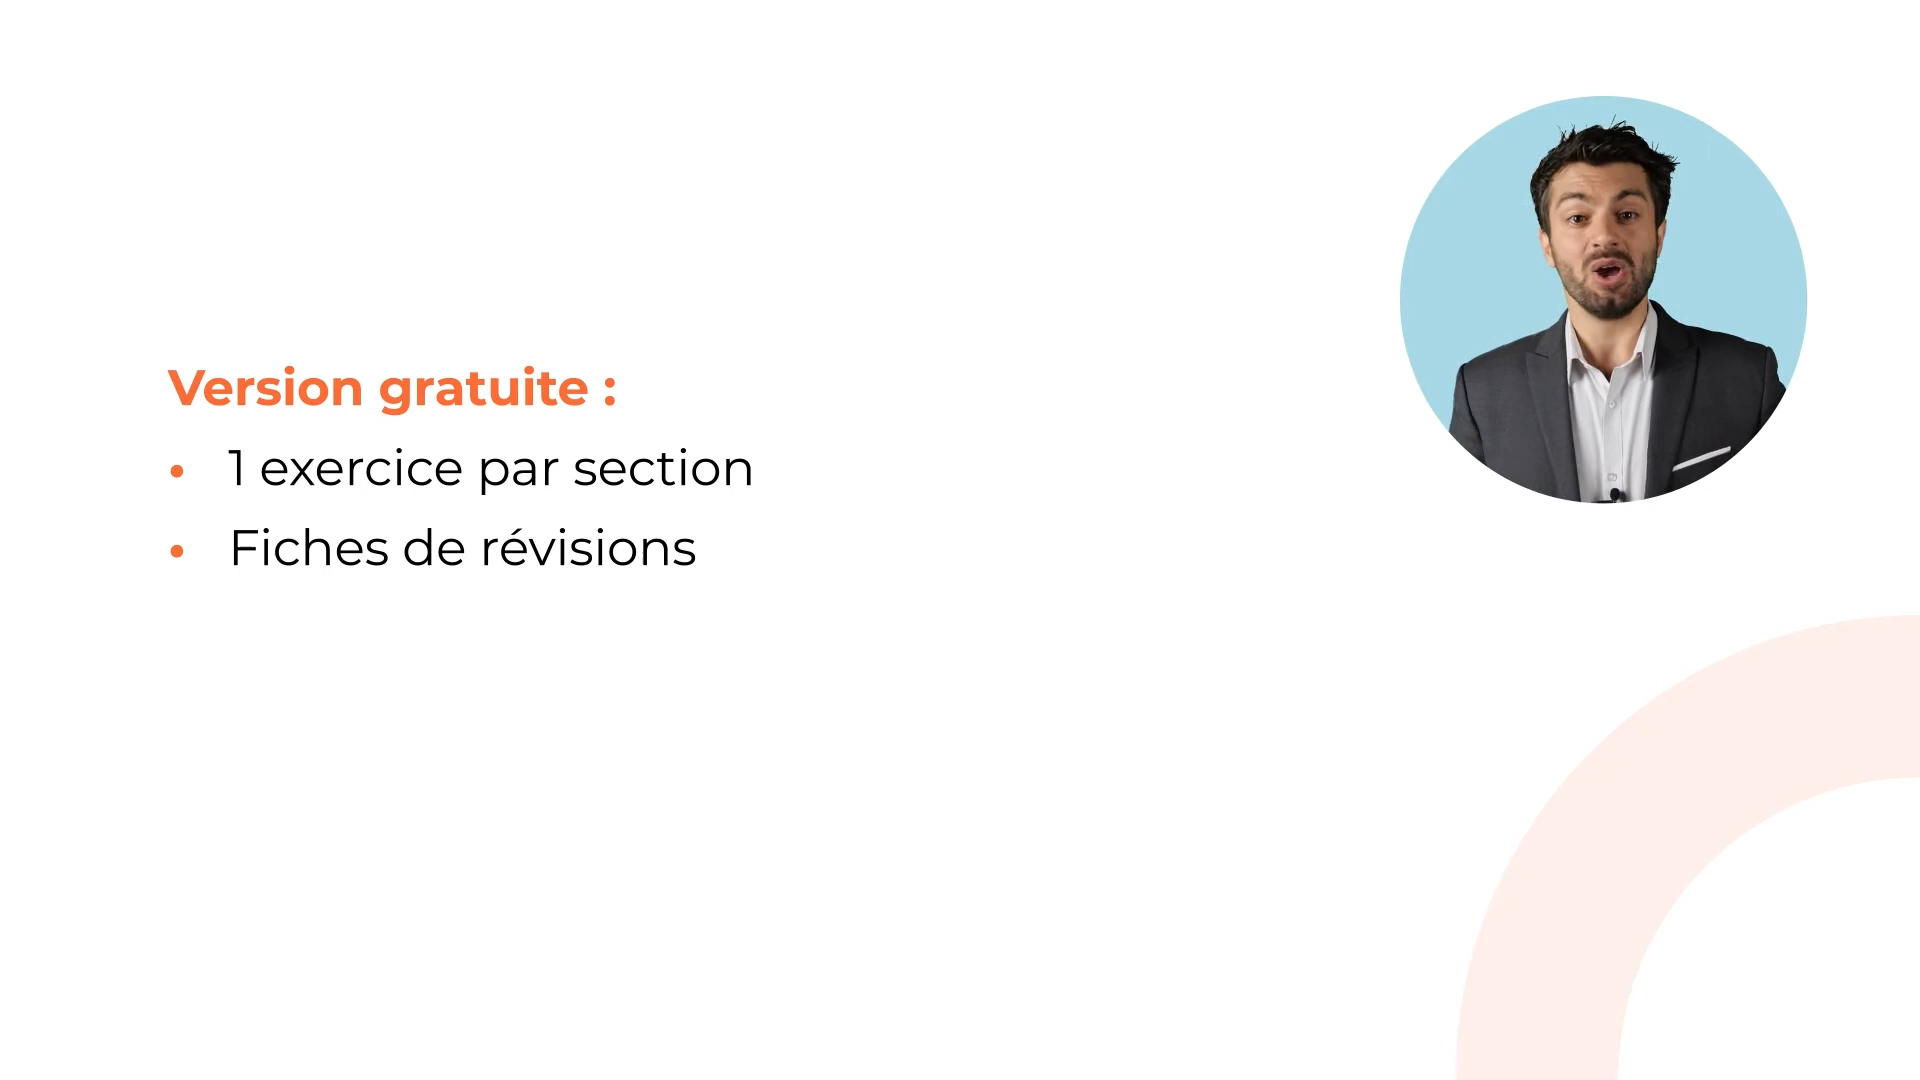 Version gratuite :
• 1 exercice par section
• Fiches de révisions